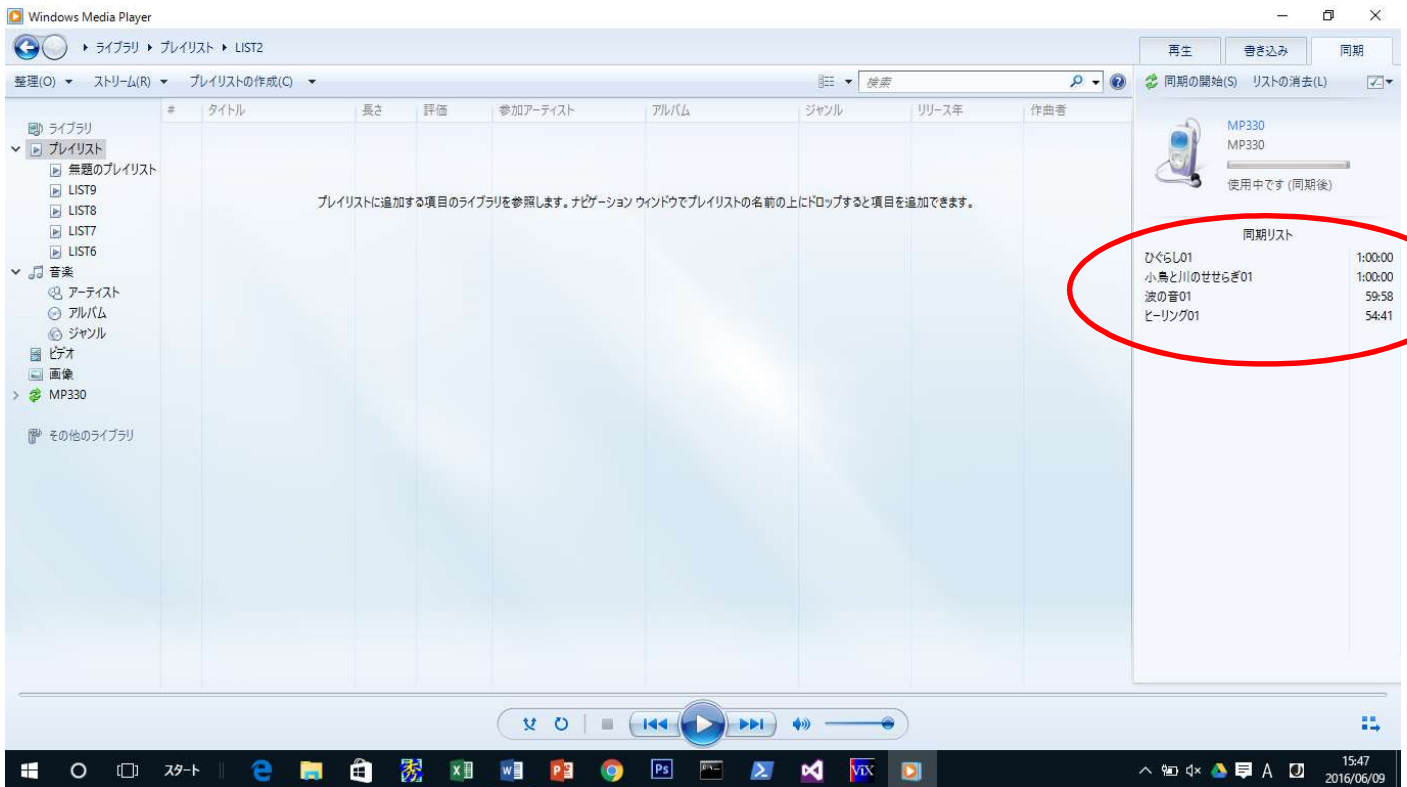 Windows Media Player
ライブラリ ▸ プレイリスト ▸ LIST2
再生 書き込み 同期
整理(O) ストリーム(R) プレイリストの作成(C) 検索 同期の開始(S) リストの消去(L)
# タイトル 長さ 評価 参加アーティスト アルバム ジャンル リリース年 作曲者
ライブラリ
プレイリスト
無題のプレイリスト
LIST9
LIST8
LIST7
LIST6
音楽
アーティスト
アルバム
ジャンル
ビデオ
画像
MP330
その他のライブラリ
プレイリストに追加する項目のライブラリを参照します。ナビゲーション ウィンドウでプレイリストの名前の上にドロップすると項目を追加できます。
MP330
MP330
使用中です (同期後)
同期リスト
ひぐらし01 1:00:00
小鳥と川のせせらぎ01 1:00:00
波の音01 59:58
ヒーリング01 54:41
スタート
秀
Ps
ViX
A
15:47
2016/06/09